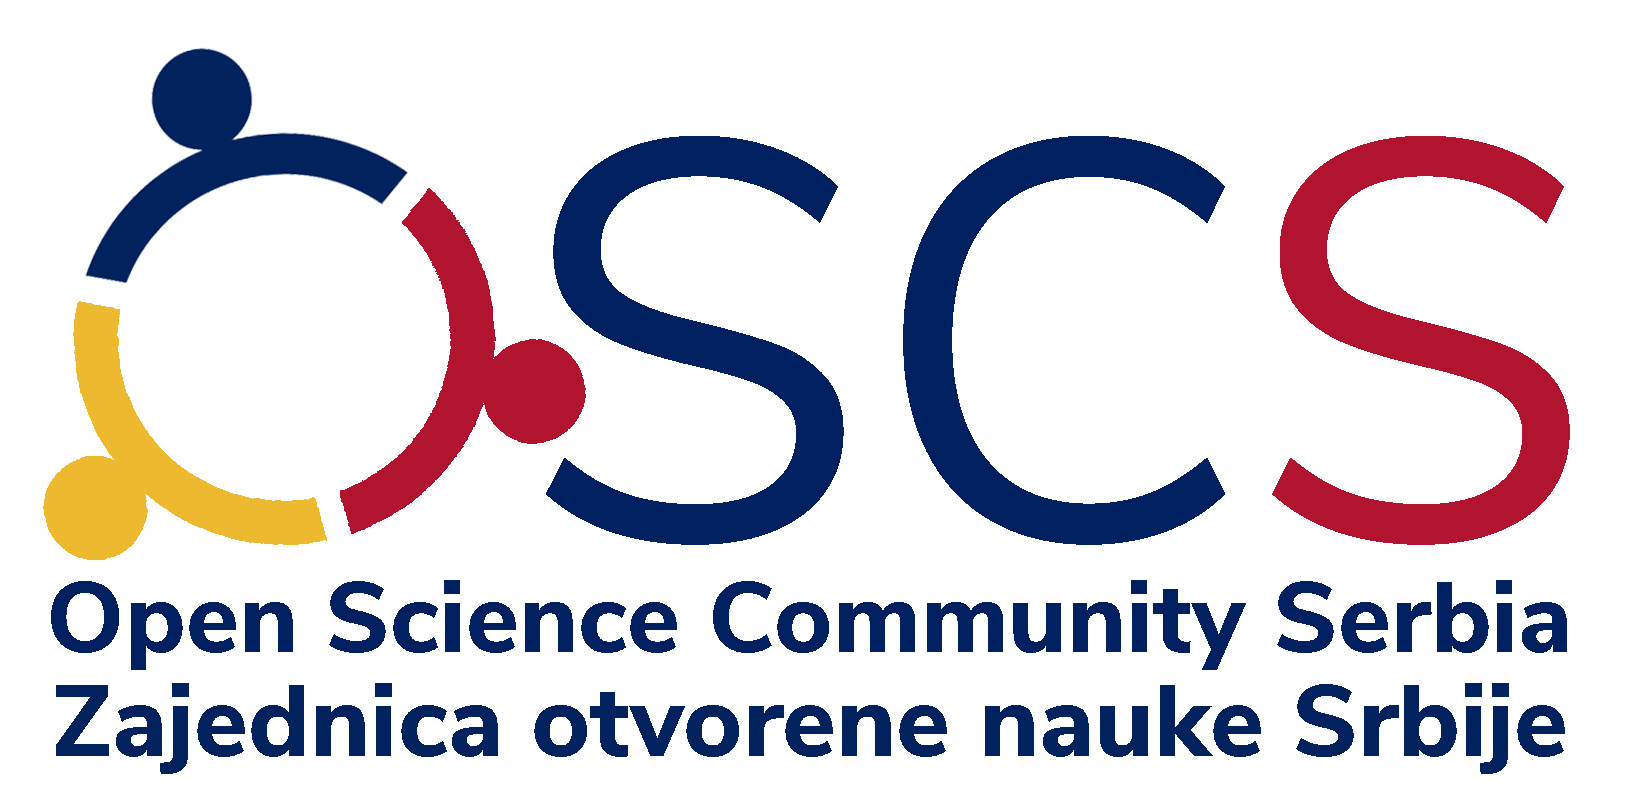 OSCS
Open Science Community Serbia
Zajednica otvorene nauke Srbije